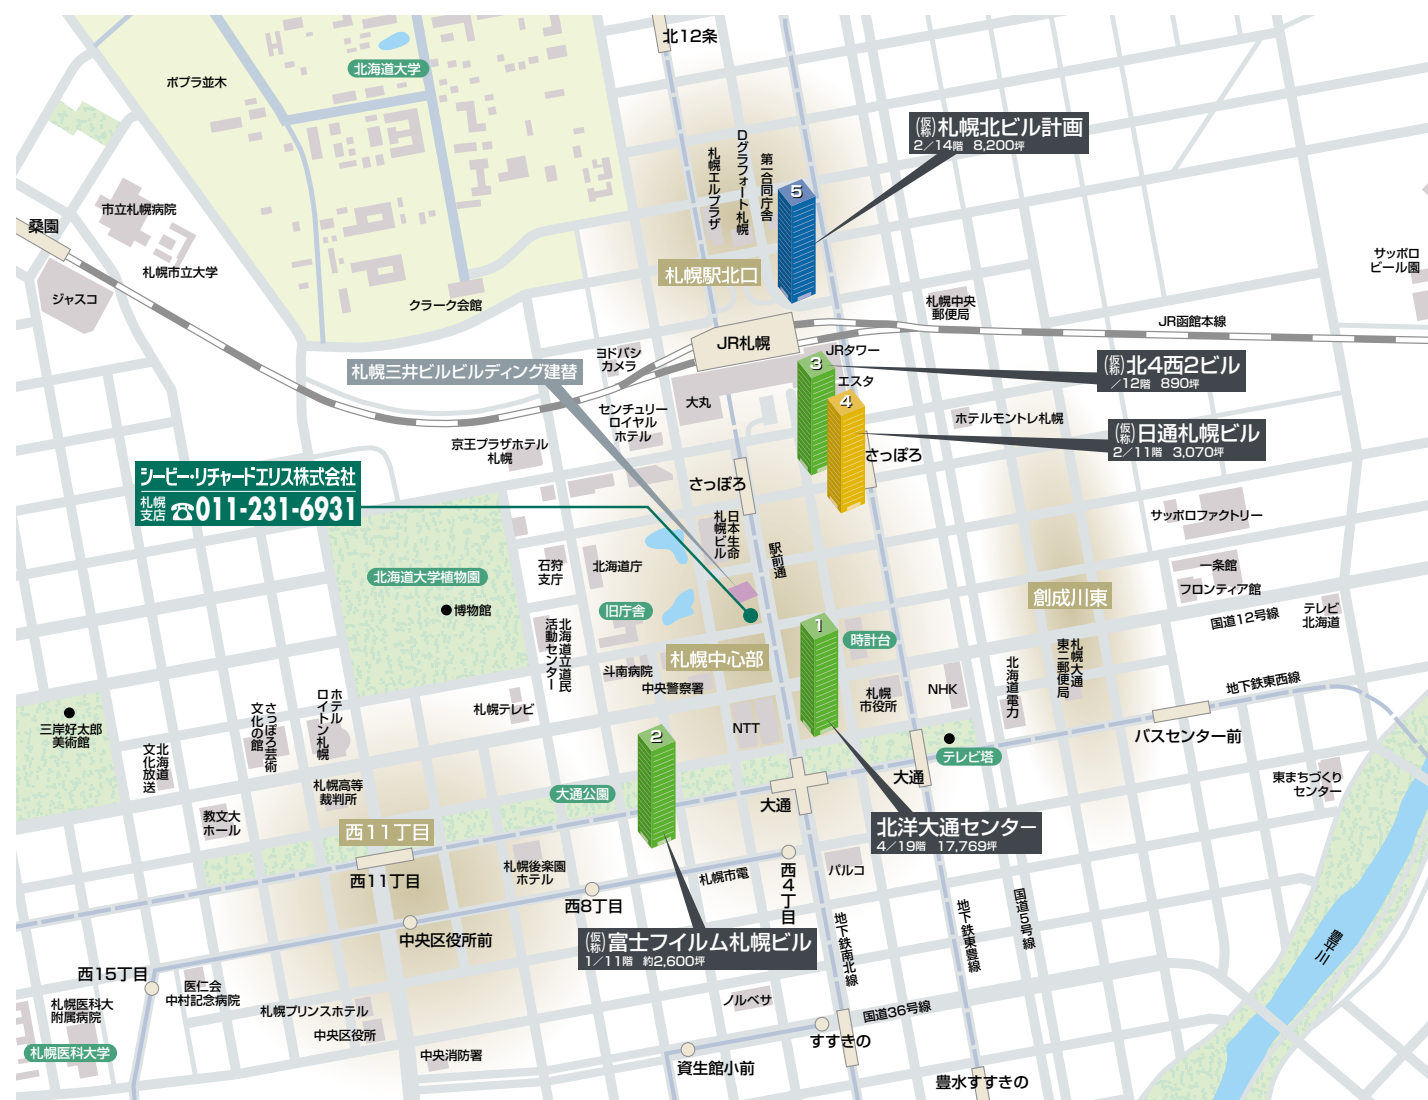 北12条
北海道大学
ポプラ並木
(仮称)札幌北ビル計画
2／14階 8,200坪
Dグラフォート札幌
札幌エルプラザ
第一合同庁舎
5
市立札幌病院
桑園
札幌市立大学
ジャスコ
クラーク会館
札幌駅北口
サッポロ
ビール園
札幌中央
郵便局
JR函館本線
JR札幌
JRタワー
ヨドバシ
カメラ
札幌三井ビルビルディング建替
3
エスタ
(仮称)北4西2ビル
／12階 890坪
4
大丸
センチュリー
ロイヤル
ホテル
ホテルモントレ札幌
(仮称)日通札幌ビル
2／11階 3,070坪
京王プラザホテル
札幌
さっぽろ
さっぽろ
シービー・リチャードエリス株式会社
札幌
支店
☎011-231-6931
日本生命
札幌ビル
駅前通
サッポロファクトリー
石狩
支庁
北海道庁
北海道大学植物園
博物館
旧庁舎
一条館
フロンティア館
創成川東
国道12号線
テレビ
北海道
北海道立道民
活動センター
1
時計台
札幌中心部
斗南病院
中央警察署
札幌
市役所
NHK
北海道電力
札幌大通
東二郵便局
地下鉄東西線
三岸好太郎
美術館
北海道
文化放送
さっぽろ芸術
文化の館
ホテル
ロイトン札幌
札幌テレビ
NTT
2
バスセンター前
テレビ塔
大通
大通
大通公園
札幌高等
裁判所
東まちづくり
センター
教文大
ホール
西11丁目
北洋大通センター
4／19階 17,769坪
西11丁目
札幌後楽園
ホテル
札幌市電
西4丁目
パルコ
西8丁目
中央区役所前
(仮称)富士フイルム札幌ビル
1／11階 約2,600坪
地下鉄南北線
地下鉄東豊線
国道5号線
豊平川
西15丁目
医仁会
中村記念病院
札幌医科大
附属病院
札幌医科大学
札幌プリンスホテル
中央区役所
中央消防署
ノルベサ
国道36号線
すすきの
資生館小前
豊水すすきの